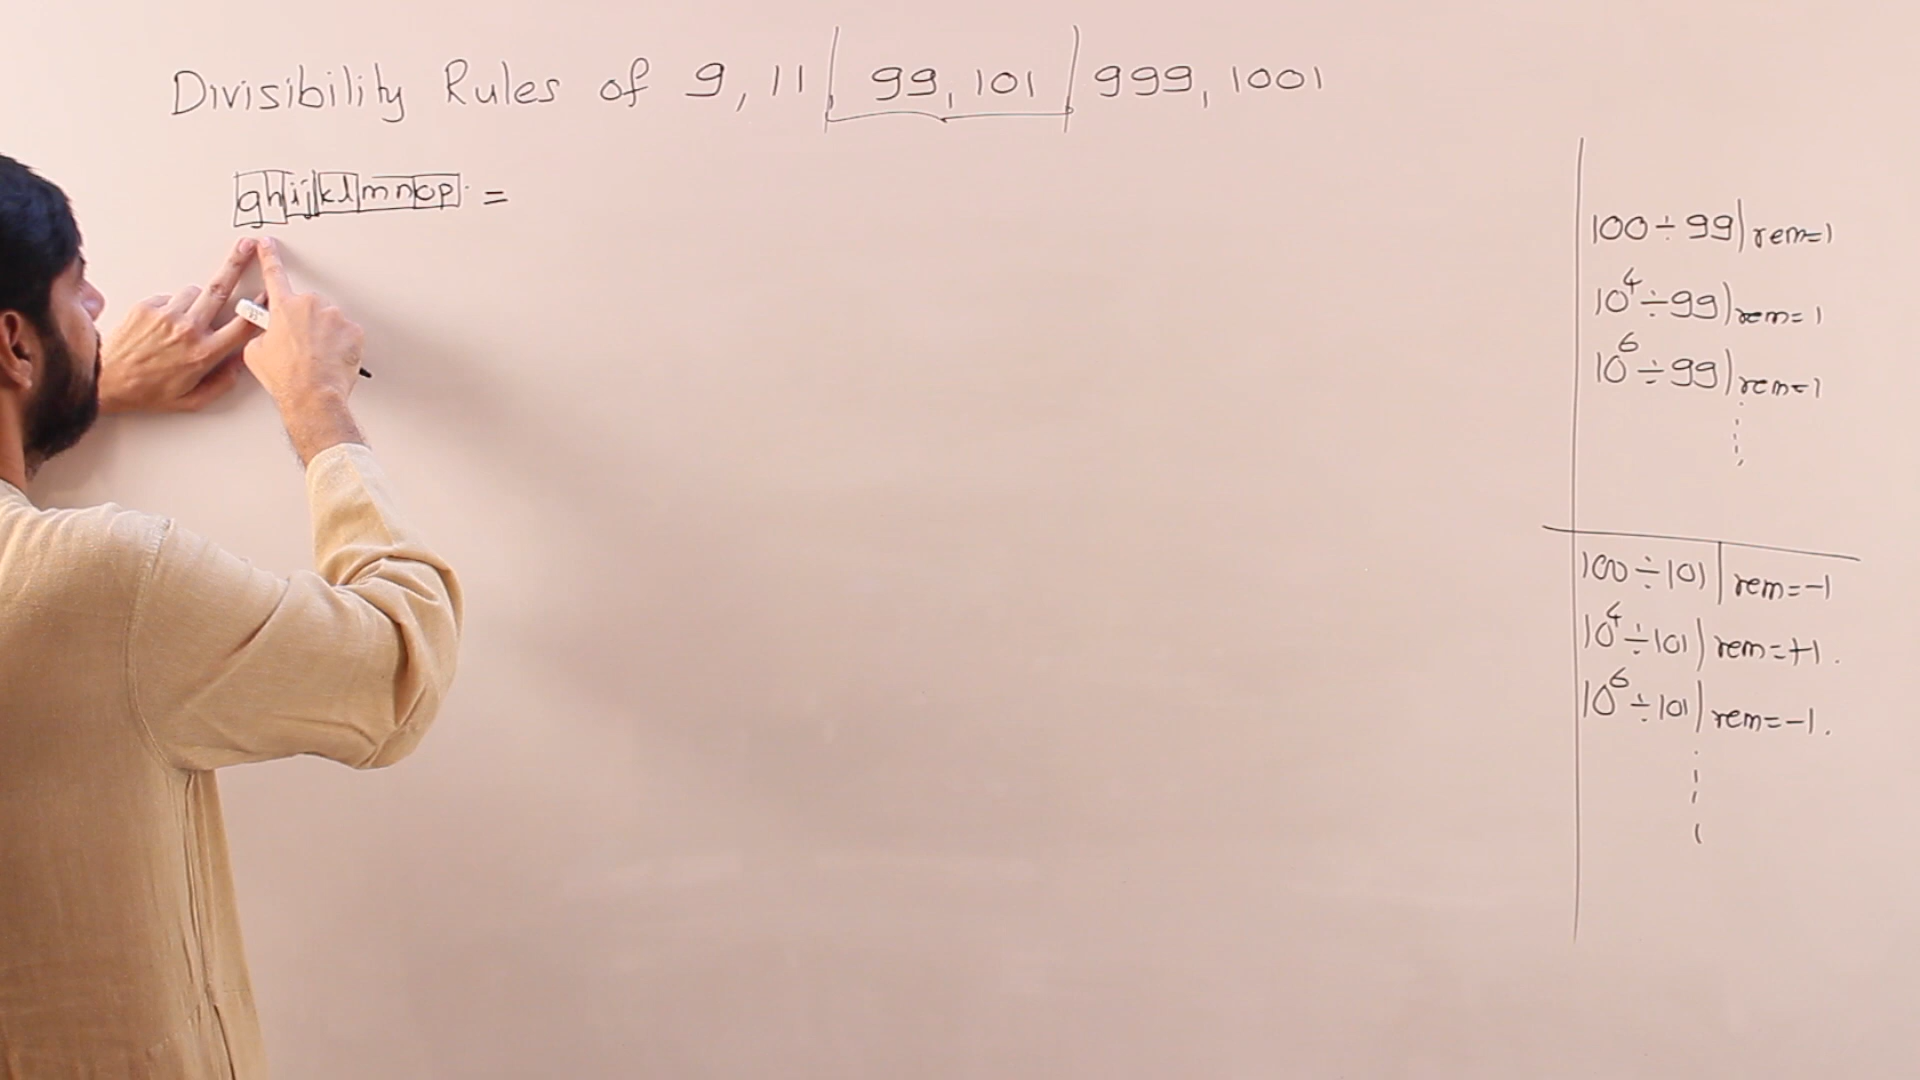 Divisibility Rules of 9, 11 | 99, 101 | 999, 1001
ghijklmnop =
100 ÷ 99 | rem=1
10⁴ ÷ 99 | rem=1
10⁶ ÷ 99 | rem=1
100 ÷ 101 | rem=-1
10⁴ ÷ 101 | rem=+1.
10⁶ ÷ 101 | rem=-1.